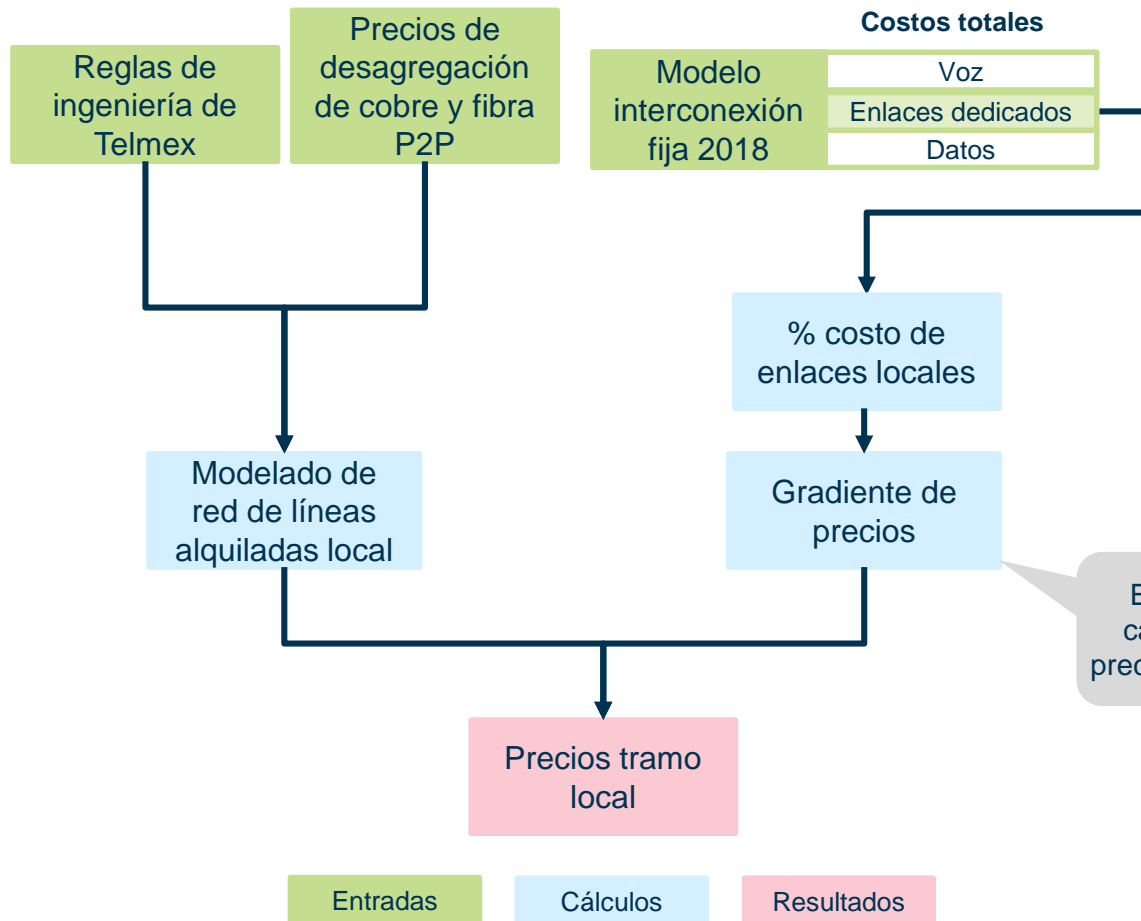 Costos totales
Reglas de
ingeniería de
Telmex
Precios de
desagregación
de cobre y fibra
P2P
Modelo
interconexión
fija 2018
Voz
Enlaces dedicados
Datos
% costo de
enlaces locales
Modelado de
red de líneas
alquiladas local
Gradiente de
precios
Precios tramo
local
Entradas
Cálculos
Resultados